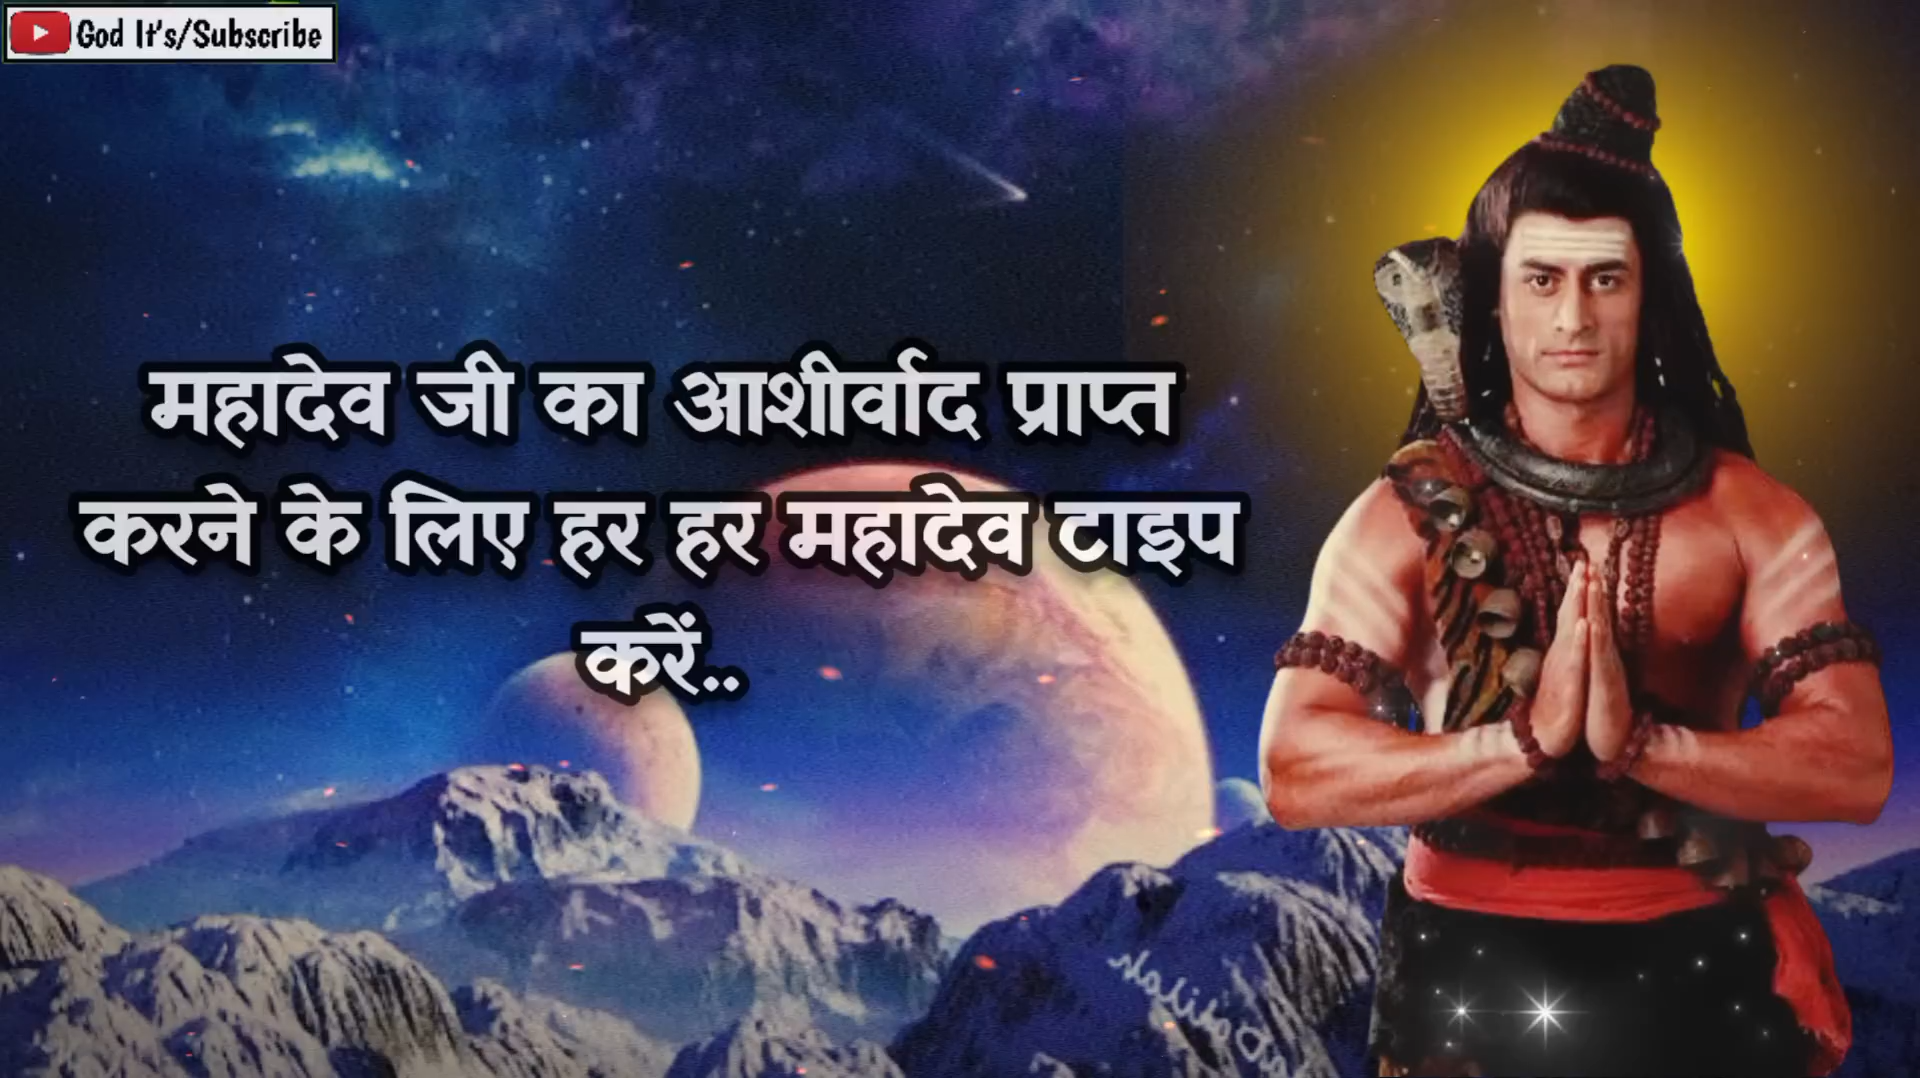 God It's/Subscribe
महादेव जी का आशीर्वाद प्राप्त
करने के लिए हर हर महादेव टाइप
करें..